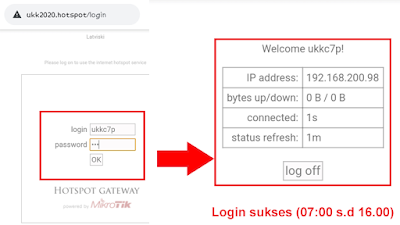 ukk2020.hotspot/login
Latviski
Please log on to use the internet hotspot service
login ukkc7p
password •••
OK
HOTSPOT GATEWAY
powered by MikroTik
Welcome ukkc7p!
IP address: 192.168.200.98
bytes up/down: 0 B / 0 B
connected: 1s
status refresh: 1m
log off
Login sukses (07:00 s.d 16.00)